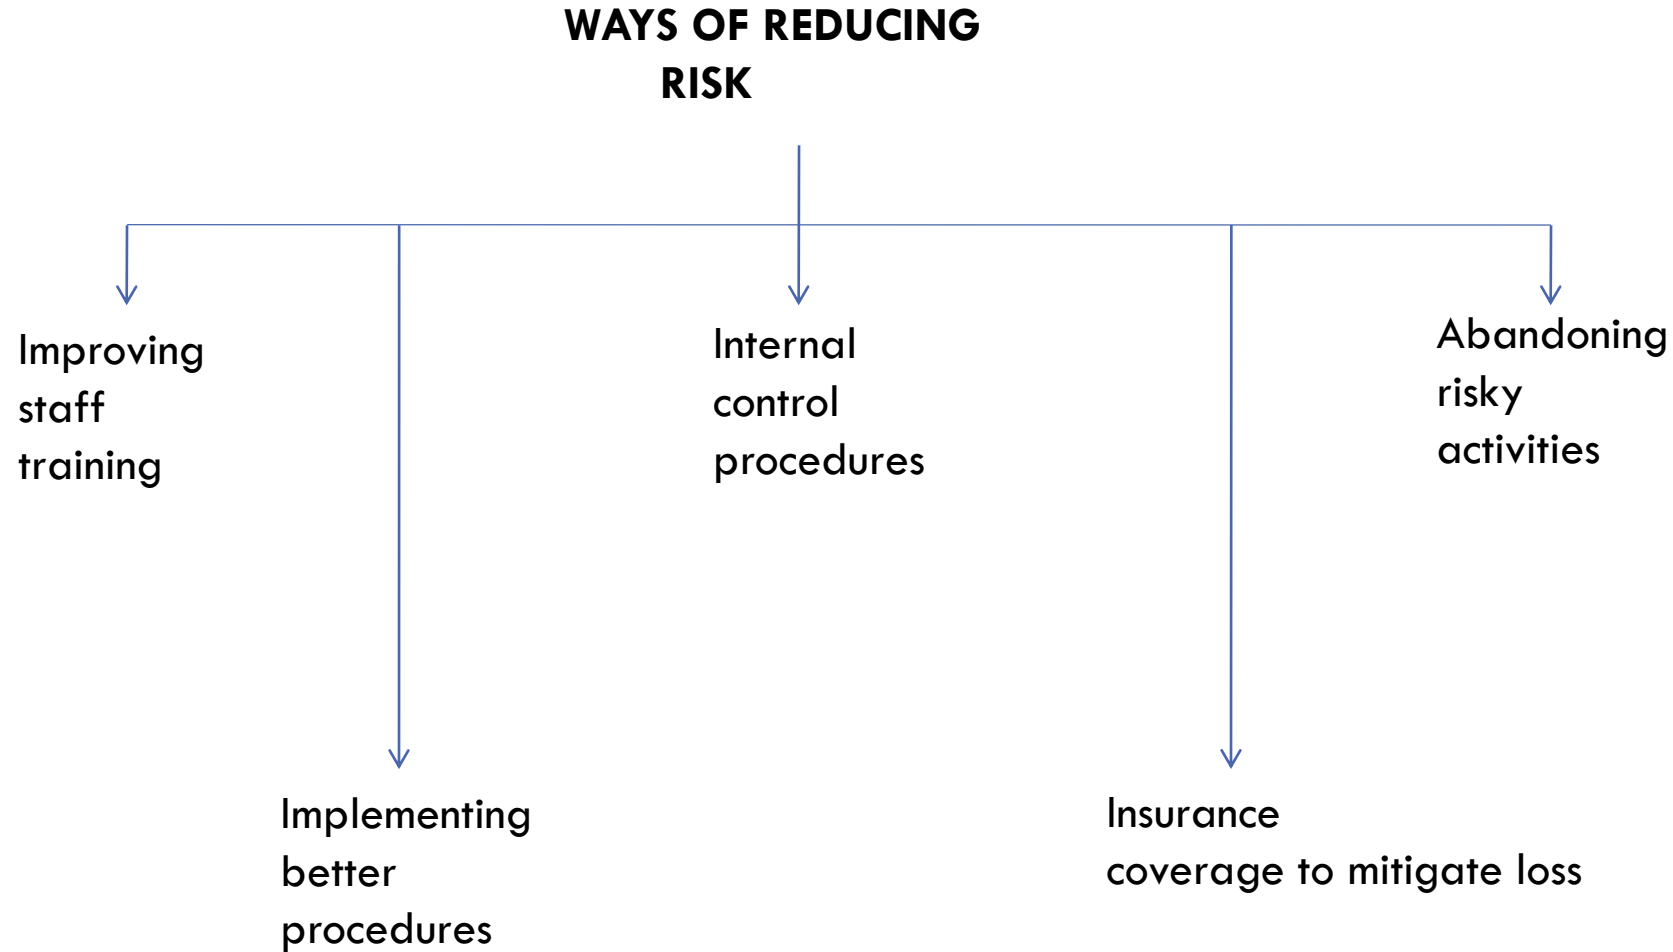 WAYS OF REDUCING
RISK
Improving
staff
training
Internal
control
procedures
Abandoning
risky
activities
Implementing
better
procedures
Insurance
coverage to mitigate loss